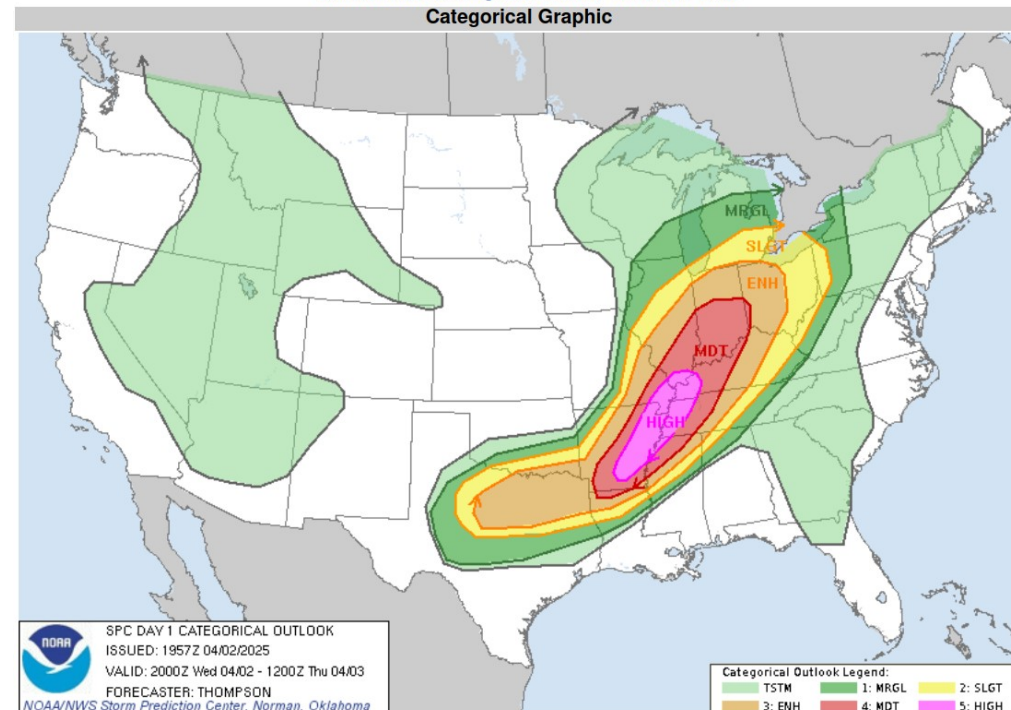 Categorical Graphic
MRGL
SLGT
ENH
MDT
HIGH
NOAA
SPC DAY 1 CATEGORICAL OUTLOOK
ISSUED: 1957Z 04/02/2025
VALID: 2000Z Wed 04/02 - 1200Z Thu 04/03
FORECASTER: THOMPSON
NOAA/NWS Storm Prediction Center, Norman, Oklahoma
Categorical Outlook Legend:
TSTM 1: MRGL 2: SLGT
3: ENH 4: MDT 5: HIGH